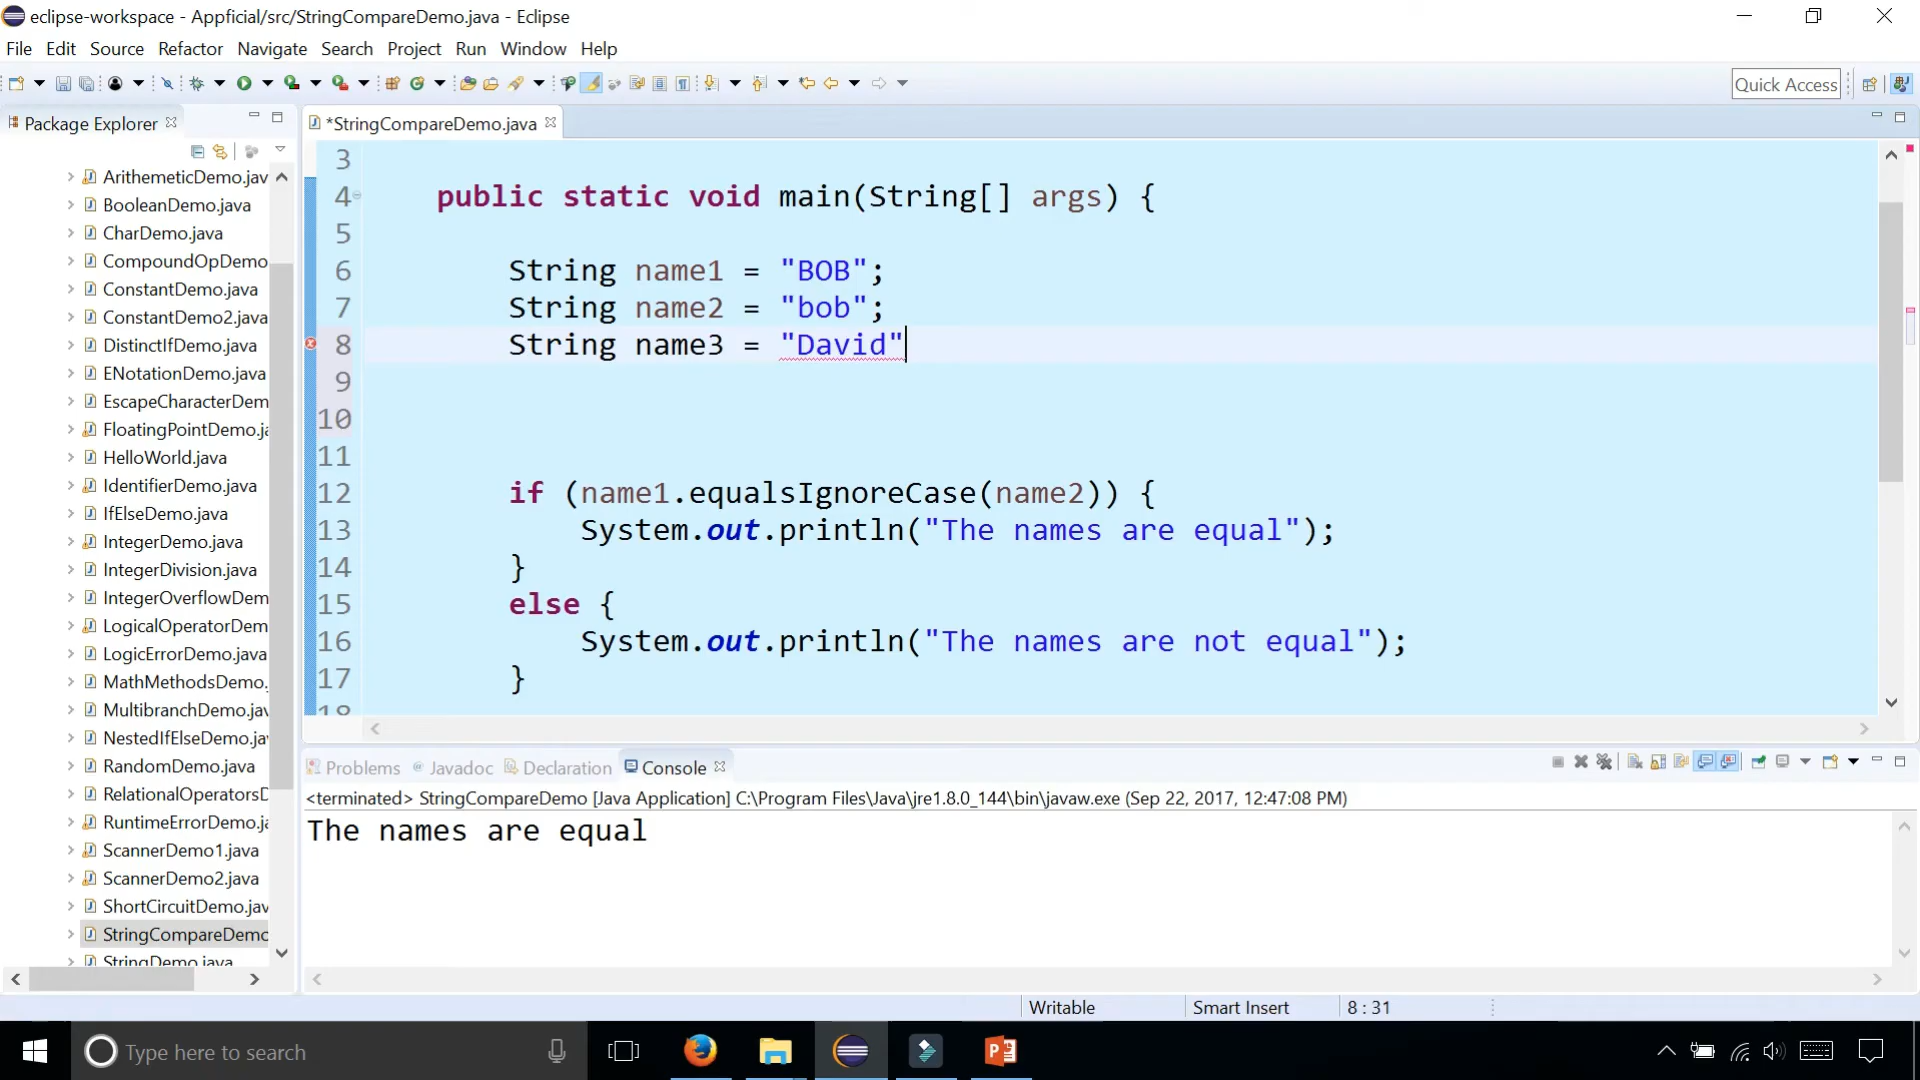 eclipse-workspace - Appficial/src/StringCompareDemo.java - Eclipse
File Edit Source Refactor Navigate Search Project Run Window Help
Quick Access
Package Explorer
*StringCompareDemo.java
ArithemeticDemo.jav
BooleanDemo.java
CharDemo.java
CompoundOpDemo
ConstantDemo.java
ConstantDemo2.java
DistinctIfDemo.java
ENotationDemo.java
EscapeCharacterDem
FloatingPointDemo.ja
HelloWorld.java
IdentifierDemo.java
IfElseDemo.java
IntegerDemo.java
IntegerDivision.java
IntegerOverflowDem
LogicalOperatorDem
LogicErrorDemo.java
MathMethodsDemo.
MultibranchDemo.jav
NestedIfElseDemo.ja
RandomDemo.java
RelationalOperatorsD
RuntimeErrorDemo.ja
ScannerDemo1.java
ScannerDemo2.java
ShortCircuitDemo.jav
StringCompareDemo
StringDemo.java
3
4 public static void main(String[] args) {
5
6 String name1 = "BOB";
7 String name2 = "bob";
8 String name3 = "David"
9
10
11
12 if (name1.equalsIgnoreCase(name2)) {
13 System.out.println("The names are equal");
14 }
15 else {
16 System.out.println("The names are not equal");
17 }
18
Problems Javadoc Declaration Console
<terminated> StringCompareDemo [Java Application] C:\Program Files\Java\jre1.8.0_144\bin\javaw.exe (Sep 22, 2017, 12:47:08 PM)
The names are equal
Writable Smart Insert 8 : 31
Type here to search